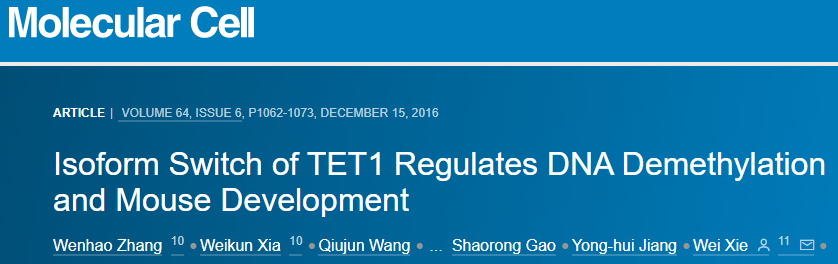 Molecular Cell
ARTICLE | VOLUME 64, ISSUE 6, P1062-1073, DECEMBER 15, 2016
Isoform Switch of TET1 Regulates DNA Demethylation
and Mouse Development
Wenhao Zhang 10 • Weikun Xia 10 • Qiujun Wang • ... Shaorong Gao • Yong-hui Jiang • Wei Xie 11 •